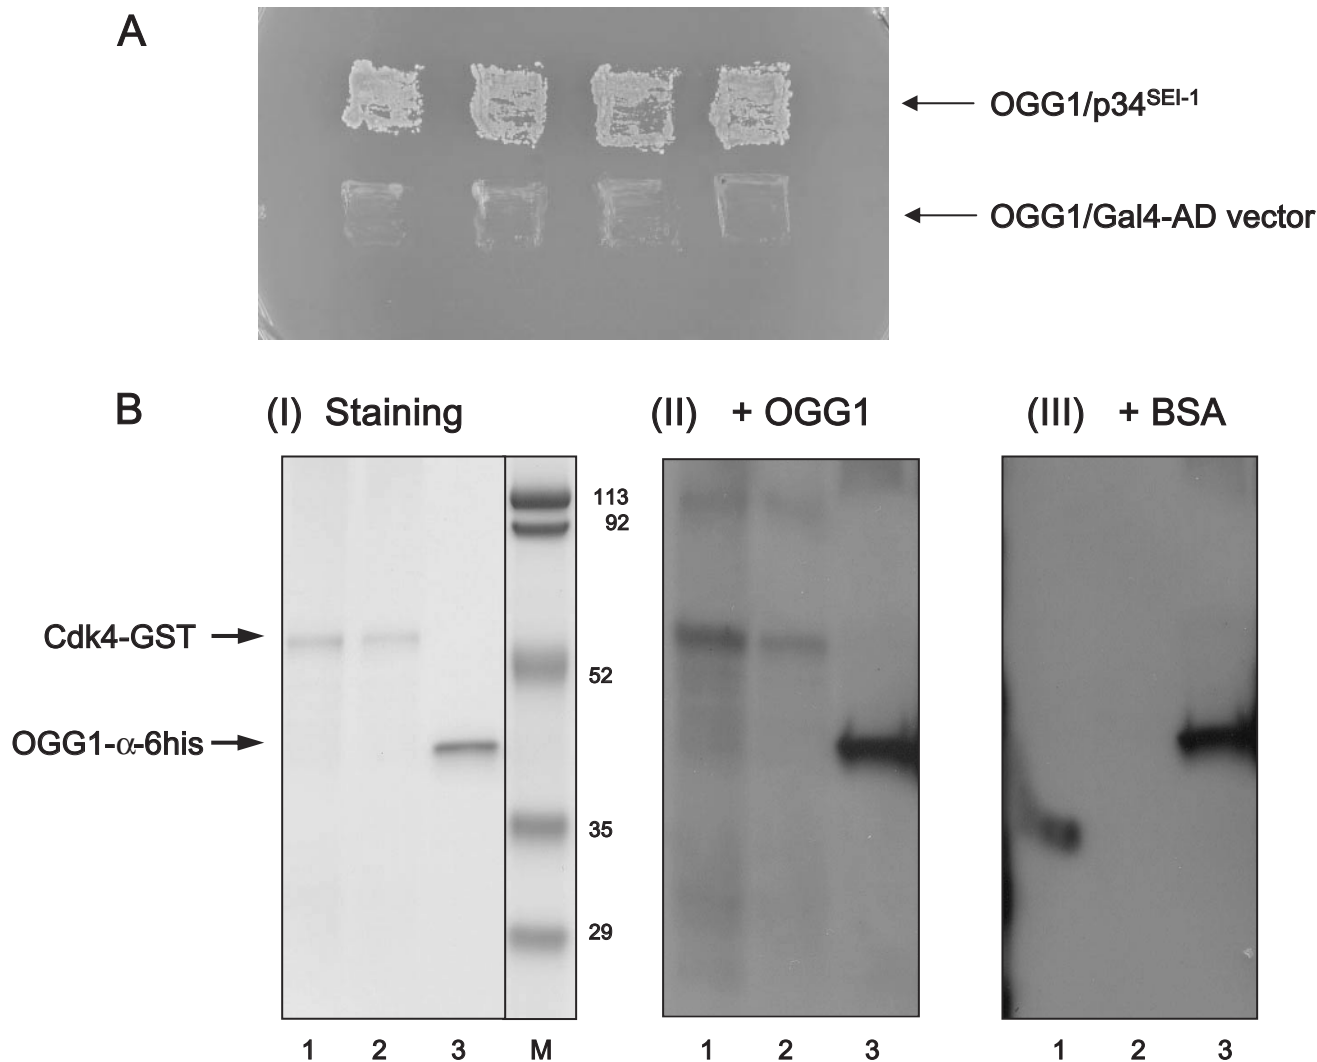 A
OGG1/p34SEI-1
OGG1/Gal4-AD vector
B
(I) Staining
(II) + OGG1
(III) + BSA
113
92
Cdk4-GST
52
OGG1-α-6his
35
29
1 2 3 M
1 2 3
1 2 3